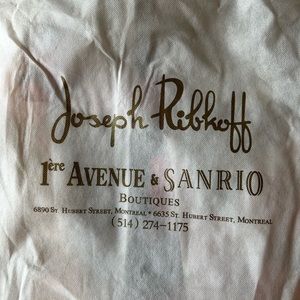 Joseph Ribkoff
1ère AVENUE & SANRIO
BOUTIQUES
6890 ST. HUBERT STREET, MONTREAL • 6635 ST. HUBERT STREET, MONTREAL
(514) 274-1175